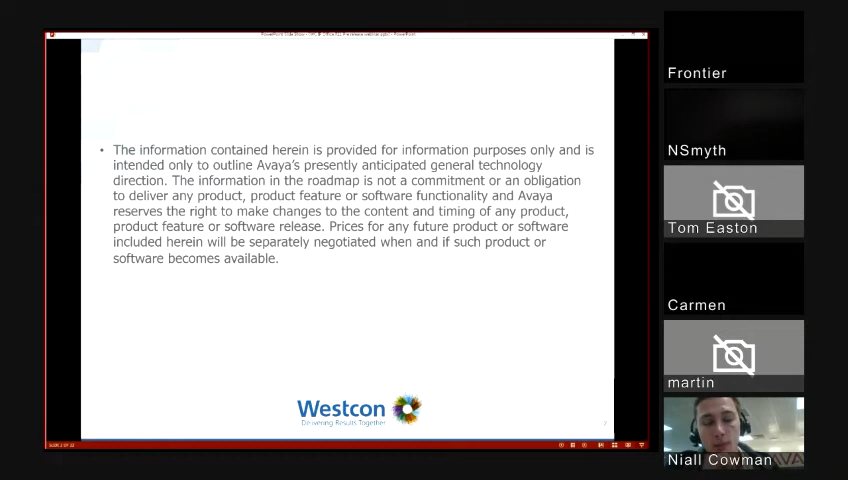 • The information contained herein is provided for information purposes only and is
intended only to outline Avaya's presently anticipated general technology
direction. The information in the roadmap is not a commitment or an obligation
to deliver any product, product feature or software functionality and Avaya
reserves the right to make changes to the content and timing of any product,
product feature or software release. Prices for any future product or software
included herein will be separately negotiated when and if such product or
software becomes available.
Westcon
Delivering Results Together
Frontier
NSmyth
Tom Easton
Carmen
martin
Niall Cowman